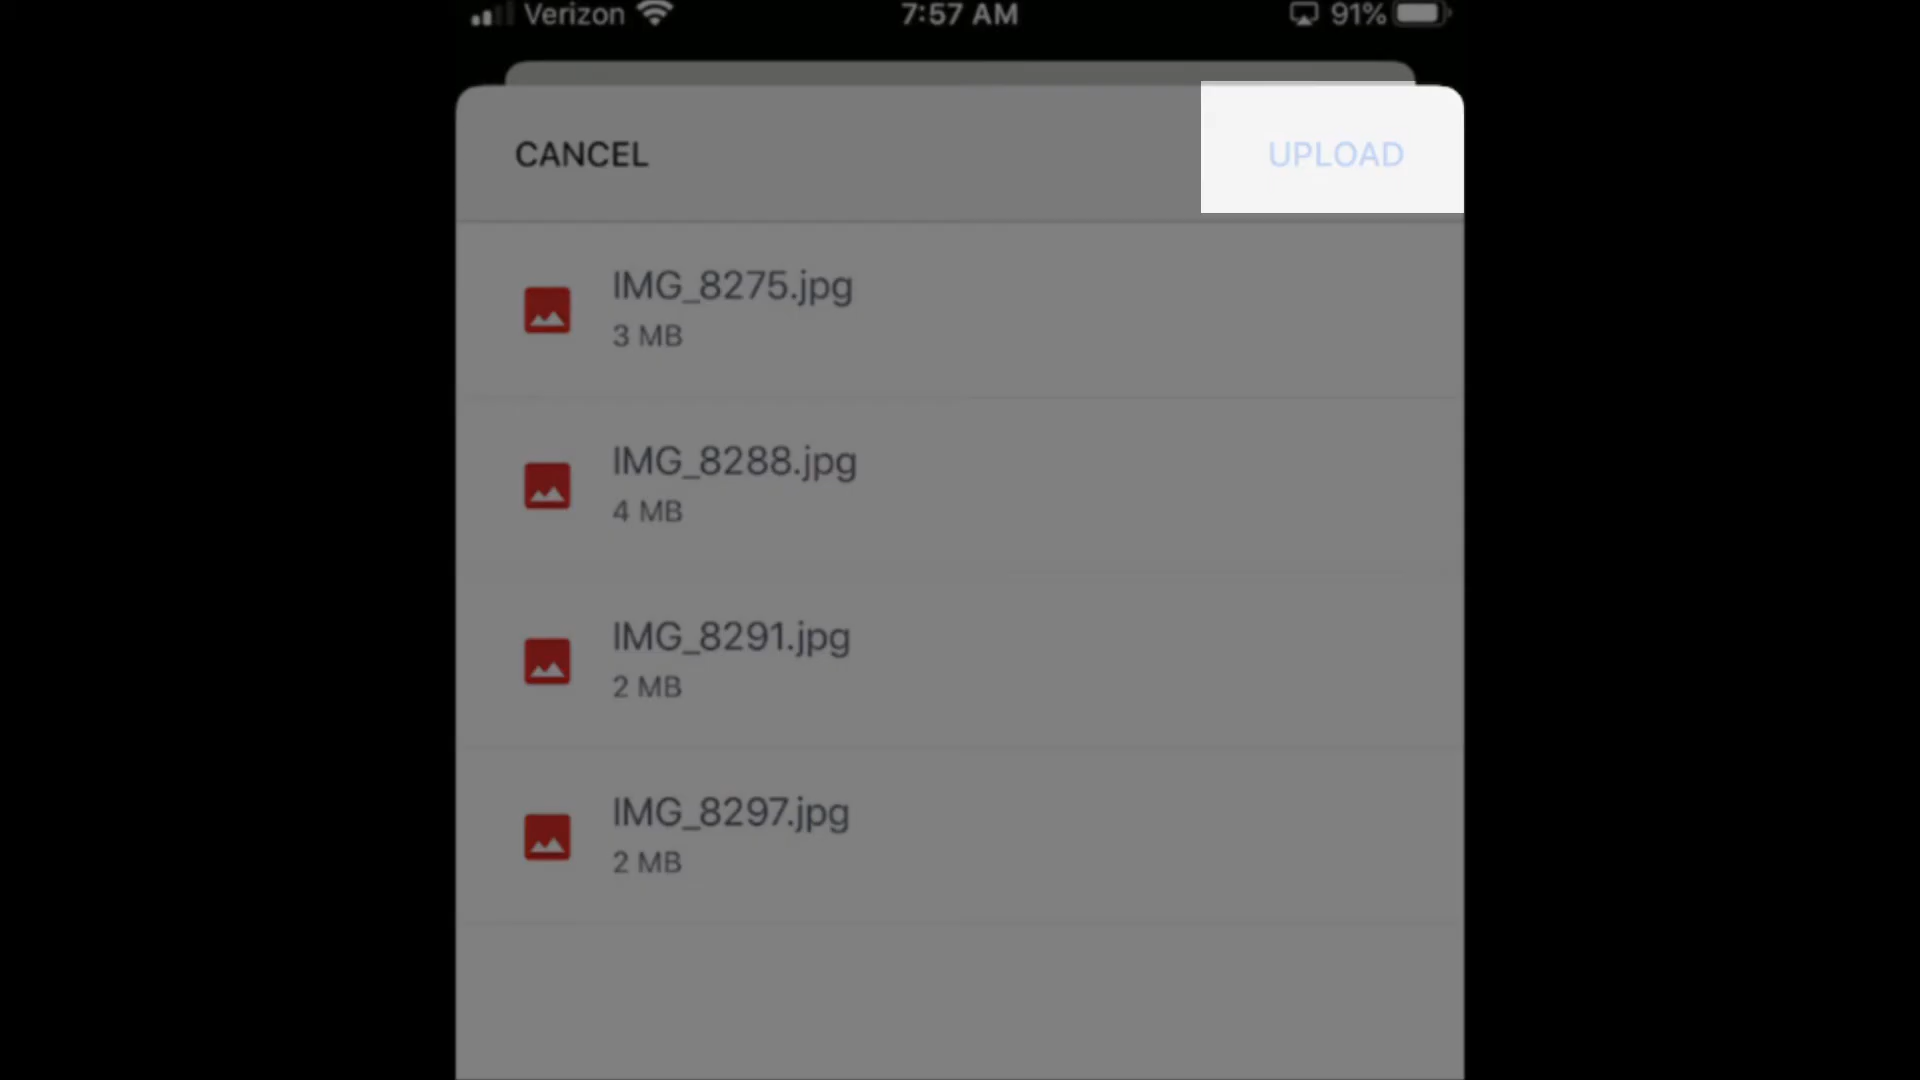 Verizon 7:57 AM 91%
CANCEL UPLOAD
IMG_8275.jpg
3 MB
IMG_8288.jpg
4 MB
IMG_8291.jpg
2 MB
IMG_8297.jpg
2 MB